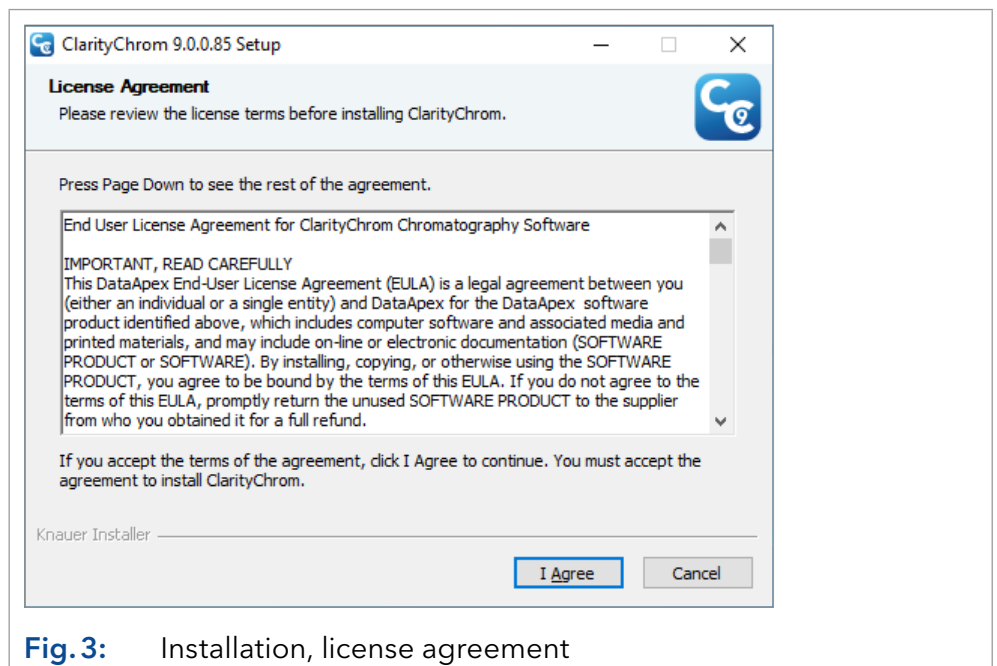 ClarityChrom 9.0.0.85 Setup
License Agreement
Please review the license terms before installing ClarityChrom.
CC9
Press Page Down to see the rest of the agreement.
End User License Agreement for ClarityChrom Chromatography Software
IMPORTANT, READ CAREFULLY
This DataApex End-User License Agreement (EULA) is a legal agreement between you
(either an individual or a single entity) and DataApex for the DataApex  software
product identified above, which includes computer software and associated media and
printed materials, and may include on-line or electronic documentation (SOFTWARE
PRODUCT or SOFTWARE). By installing, copying, or otherwise using the SOFTWARE
PRODUCT, you agree to be bound by the terms of this EULA. If you do not agree to the
terms of this EULA, promptly return the unused SOFTWARE PRODUCT to the supplier
from who you obtained it for a full refund.
If you accept the terms of the agreement, click I Agree to continue. You must accept the
agreement to install ClarityChrom.
Knauer Installer
I Agree Cancel
Fig. 3: Installation, license agreement